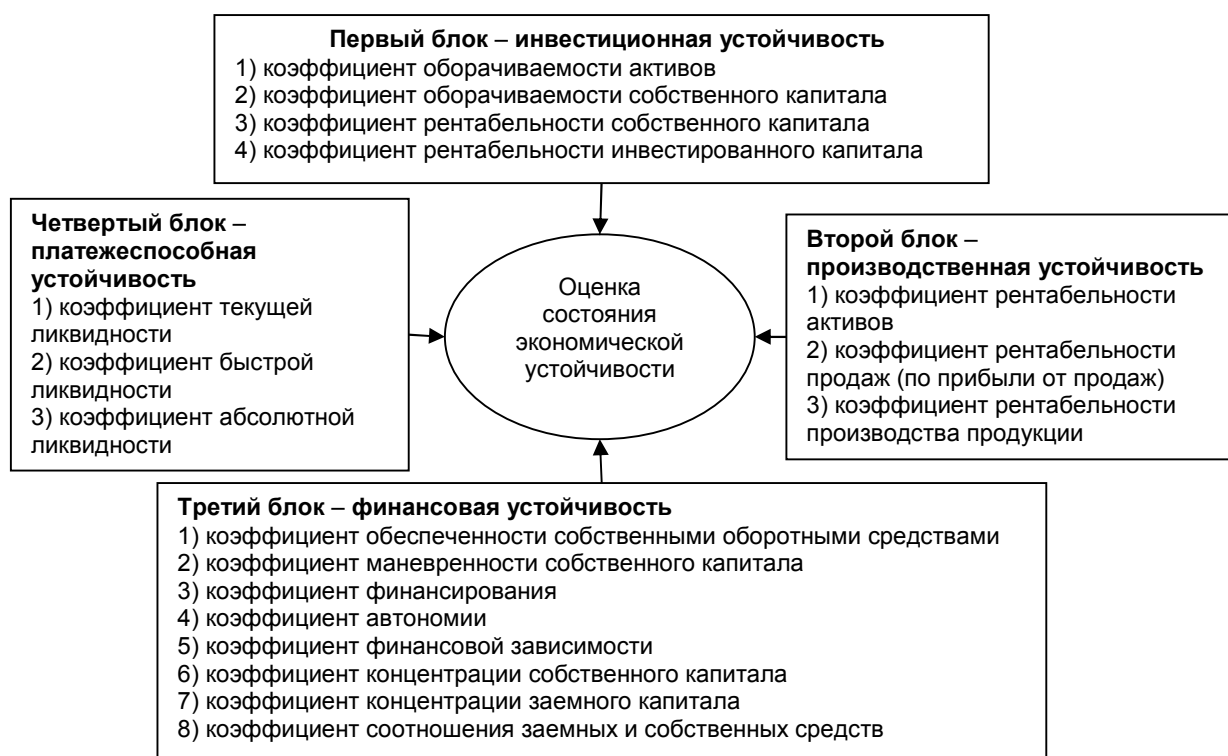 Первый блок – инвестиционная устойчивость
1) коэффициент оборачиваемости активов
2) коэффициент оборачиваемости собственного капитала
3) коэффициент рентабельности собственного капитала
4) коэффициент рентабельности инвестированного капитала
Четвертый блок –
платежеспособная
устойчивость
1) коэффициент текущей
ликвидности
2) коэффициент быстрой
ликвидности
3) коэффициент абсолютной
ликвидности
Оценка
состояния
экономической
устойчивости
Второй блок –
производственная устойчивость
1) коэффициент рентабельности
активов
2) коэффициент рентабельности
продаж (по прибыли от продаж)
3) коэффициент рентабельности
производства продукции
Третий блок – финансовая устойчивость
1) коэффициент обеспеченности собственными оборотными средствами
2) коэффициент маневренности собственного капитала
3) коэффициент финансирования
4) коэффициент автономии
5) коэффициент финансовой зависимости
6) коэффициент концентрации собственного капитала
7) коэффициент концентрации заемного капитала
8) коэффициент соотношения заемных и собственных средств